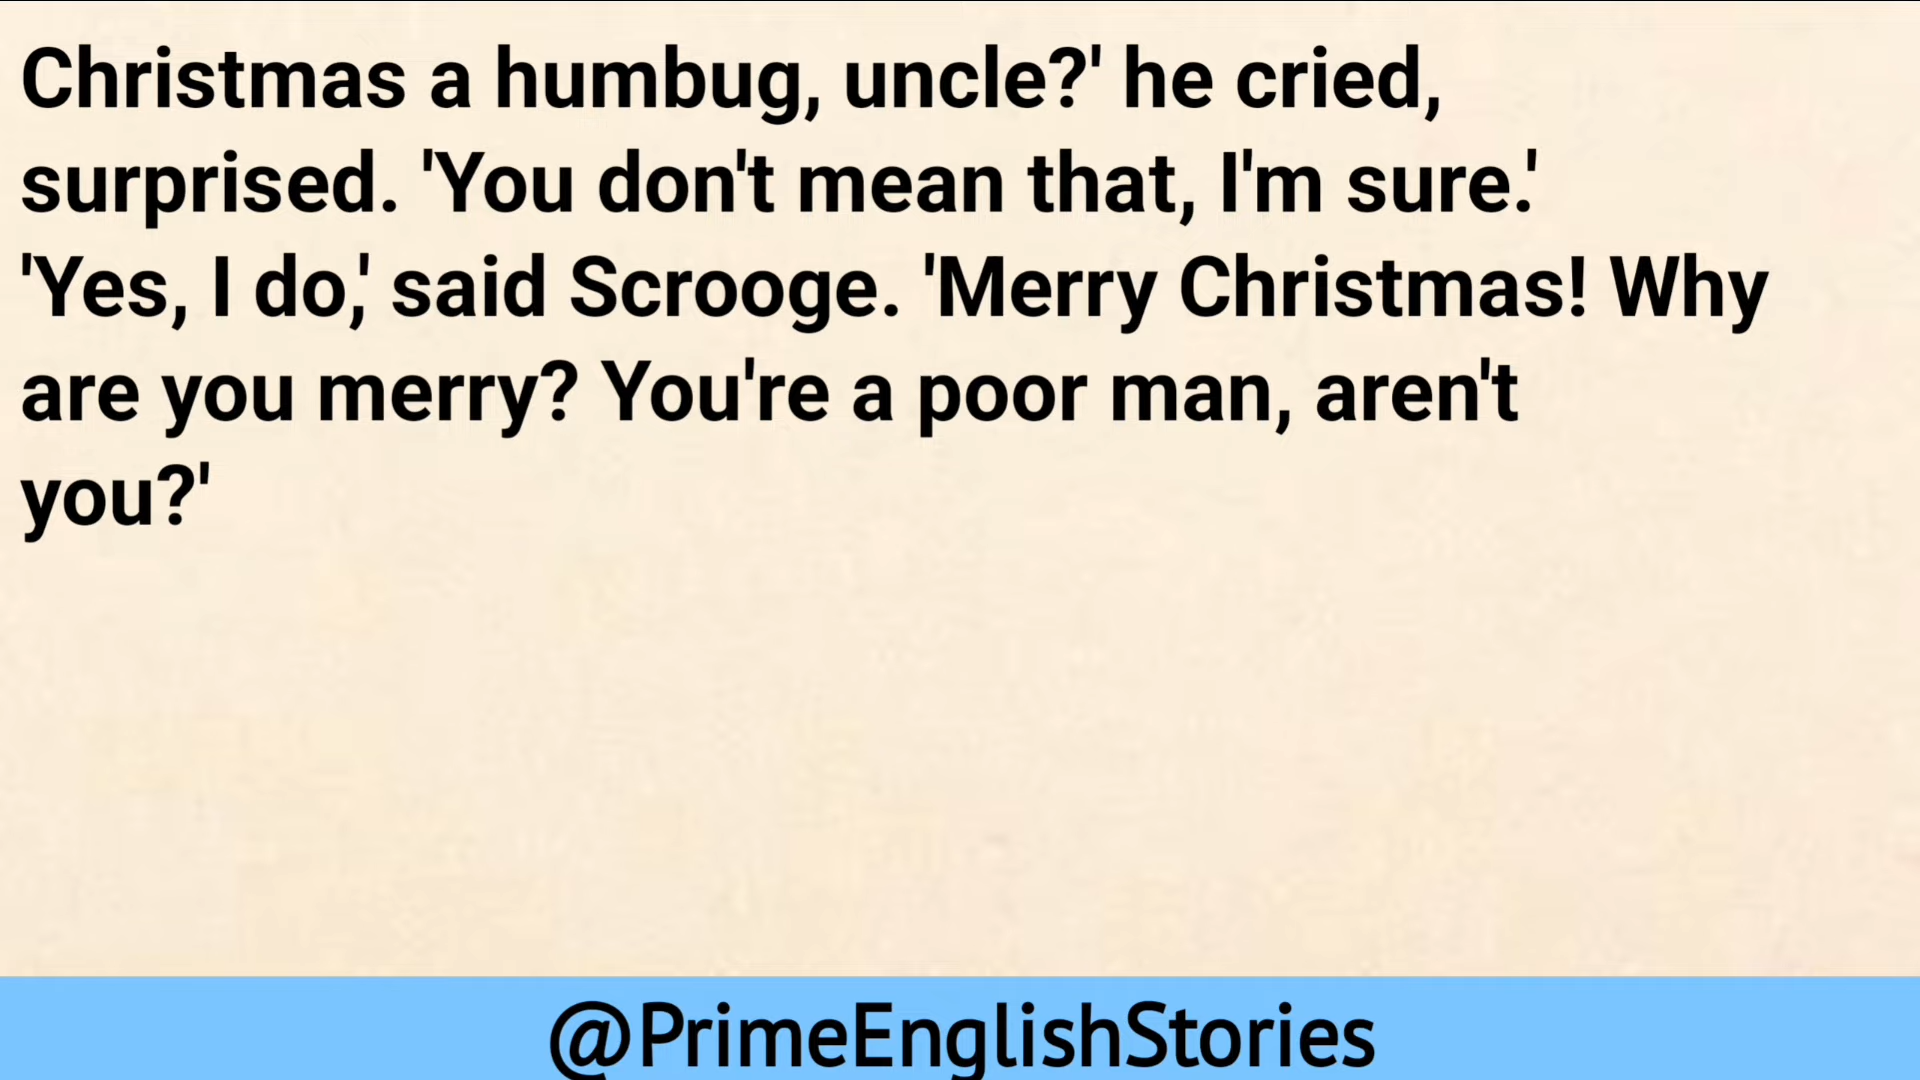 Christmas a humbug, uncle?' he cried,
surprised. 'You don't mean that, I'm sure.'
'Yes, I do,' said Scrooge. 'Merry Christmas! Why
are you merry? You're a poor man, aren't
you?'
@PrimeEnglishStories